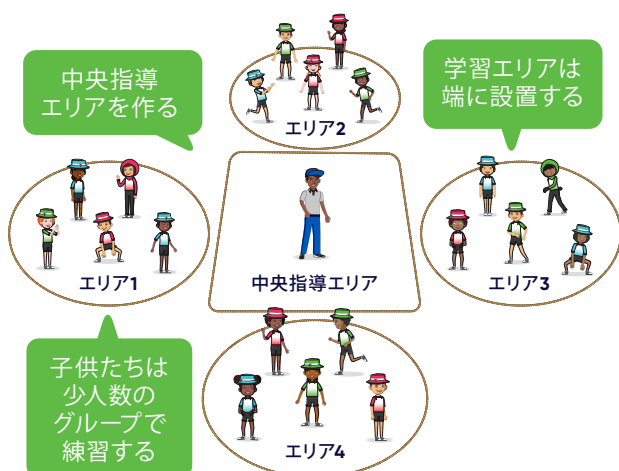 中央指導
エリアを作る
学習エリアは
端に設置する
エリア2
エリア1
中央指導エリア
エリア3
子供たちは
少人数の
グループで
練習する
エリア4